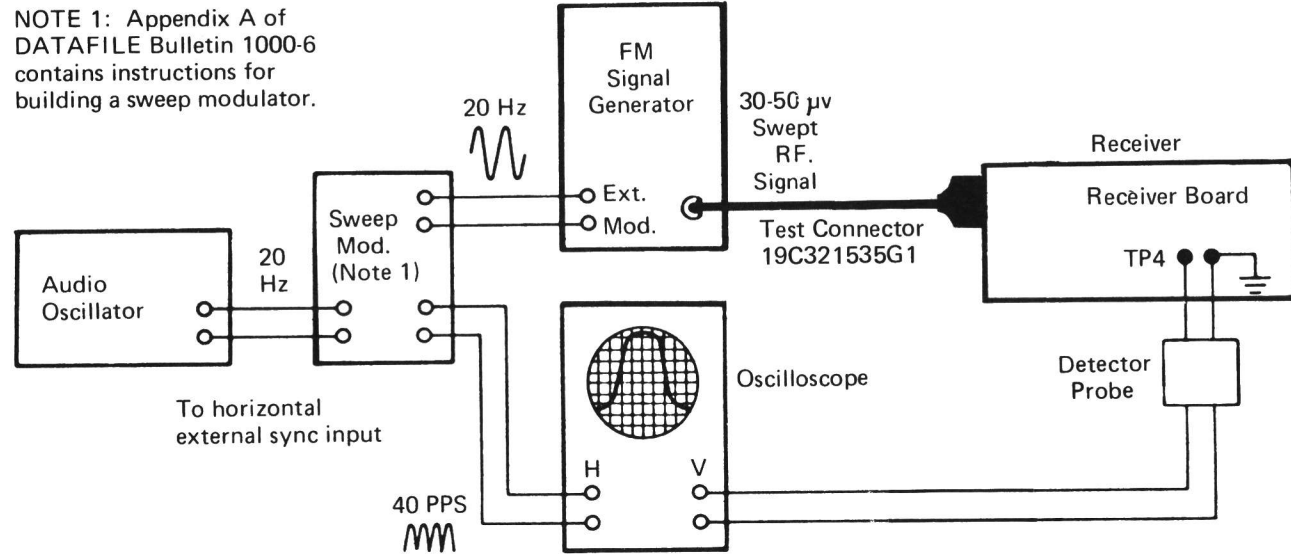 NOTE 1: Appendix A of
DATAFILE Bulletin 1000-6
contains instructions for
building a sweep modulator.
FM
Signal
Generator
Ext.
Mod.
20 Hz
30-50 µv
Swept
RF.
Signal
Test Connector
19C321535G1
Receiver
Receiver Board
TP4
Sweep
Mod.
(Note 1)
20
Hz
Audio
Oscillator
To horizontal
external sync input
40 PPS
Oscilloscope
H
V
Detector
Probe